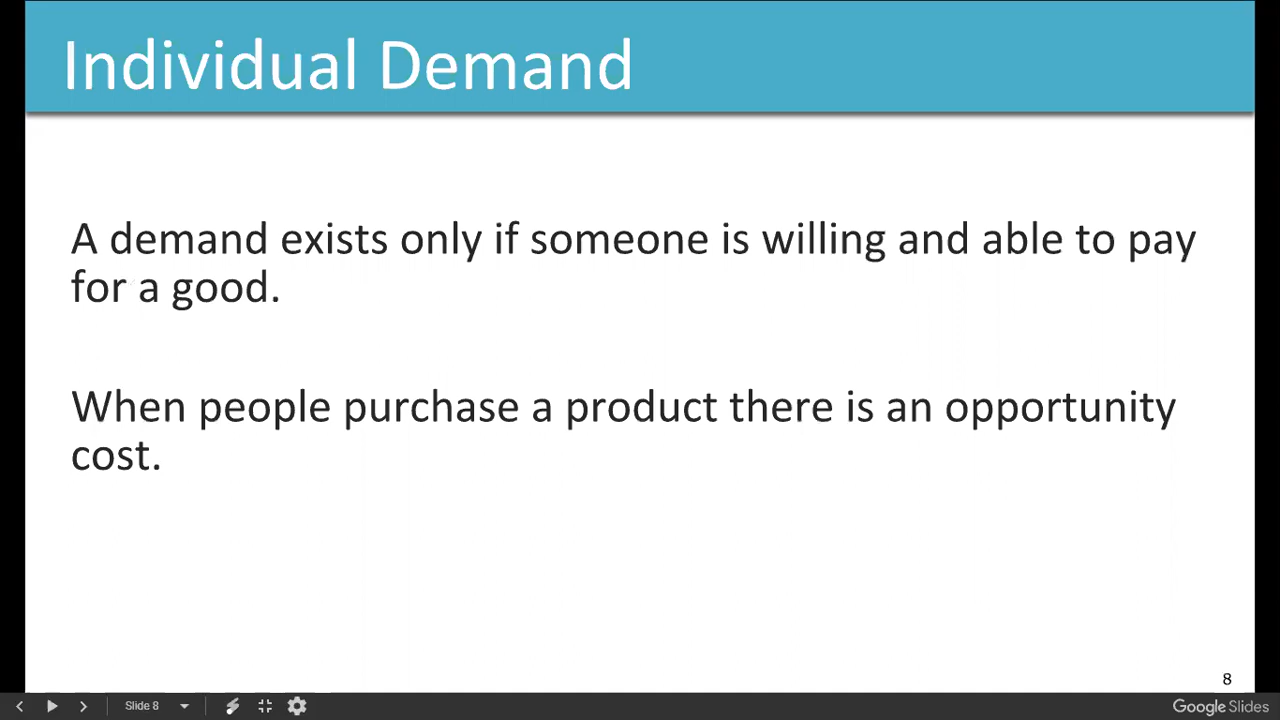 Individual Demand
A demand exists only if someone is willing and able to pay
for a good.
When people purchase a product there is an opportunity
cost.
8
Slide 8
Google Slides